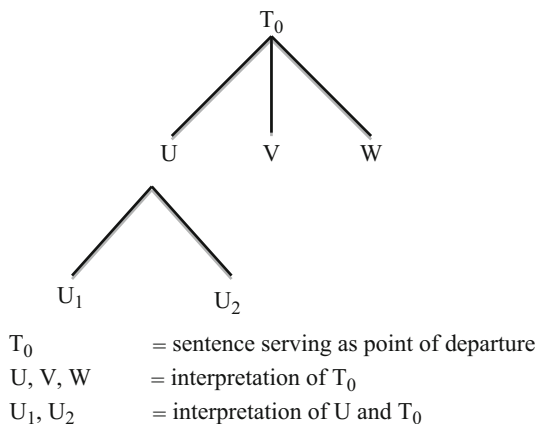 T₀
U V W
U₁ U₂
T₀ = sentence serving as point of departure
U, V, W = interpretation of T₀
U₁, U₂ = interpretation of U and T₀